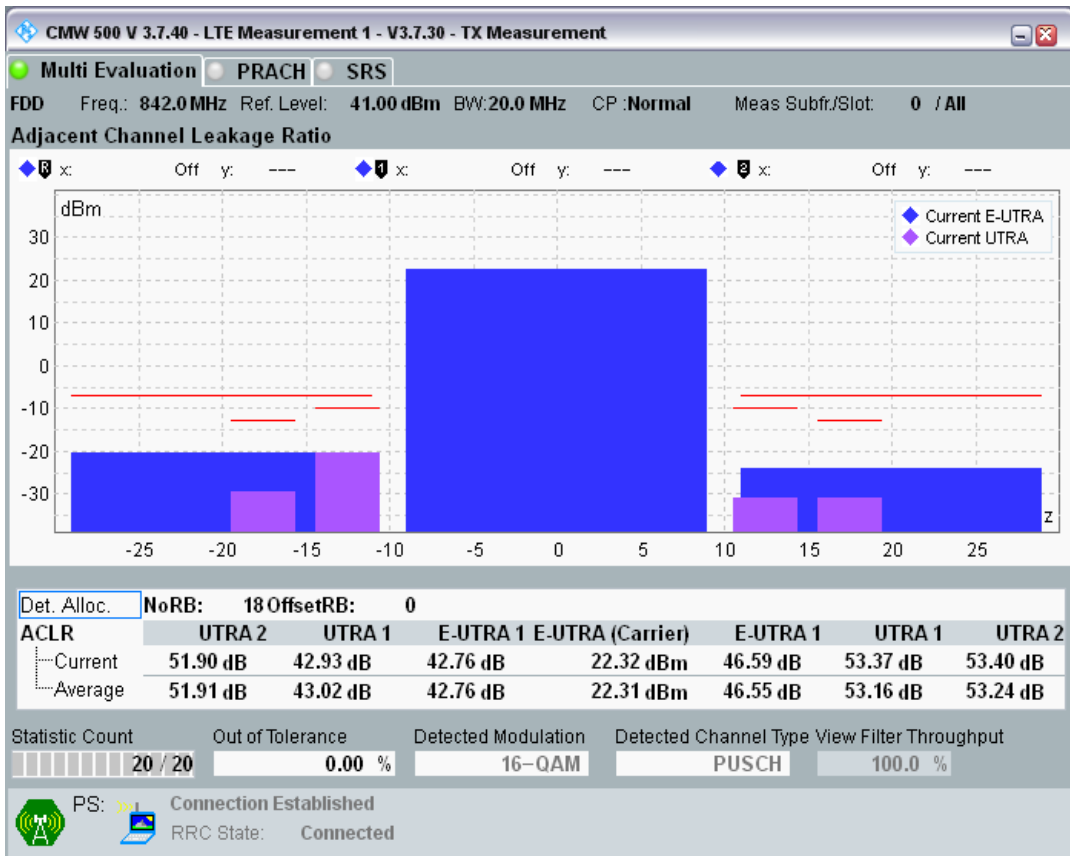 CMW 500 V 3.7.40 - LTE Measurement 1 - V3.7.30 - TX Measurement
Multi Evaluation PRACH SRS
FDD Freq.: 842.0 MHz Ref. Level: 41.00 dBm BW: 20.0 MHz CP : Normal Meas Subfr./Slot: 0 / All
Adjacent Channel Leakage Ratio
R x: Off y: --- 1 x: Off y: --- 2 x: Off y: ---
dBm
Current E-UTRA
Current UTRA
30
20
10
0
-10
-20
-30
z
-25 -20 -15 -10 -5 0 5 10 15 20 25
Det. Alloc. NoRB: 18 OffsetRB: 0
ACLR UTRA 2 UTRA 1 E-UTRA 1 E-UTRA (Carrier) E-UTRA 1 UTRA 1 UTRA 2
Current 51.90 dB 42.93 dB 42.76 dB 22.32 dBm 46.59 dB 53.37 dB 53.40 dB
Average 51.91 dB 43.02 dB 42.76 dB 22.31 dBm 46.55 dB 53.16 dB 53.24 dB
Statistic Count Out of Tolerance Detected Modulation Detected Channel Type View Filter Throughput
20 / 20 0.00 % 16-QAM PUSCH 100.0 %
PS: Connection Established
RRC State: Connected